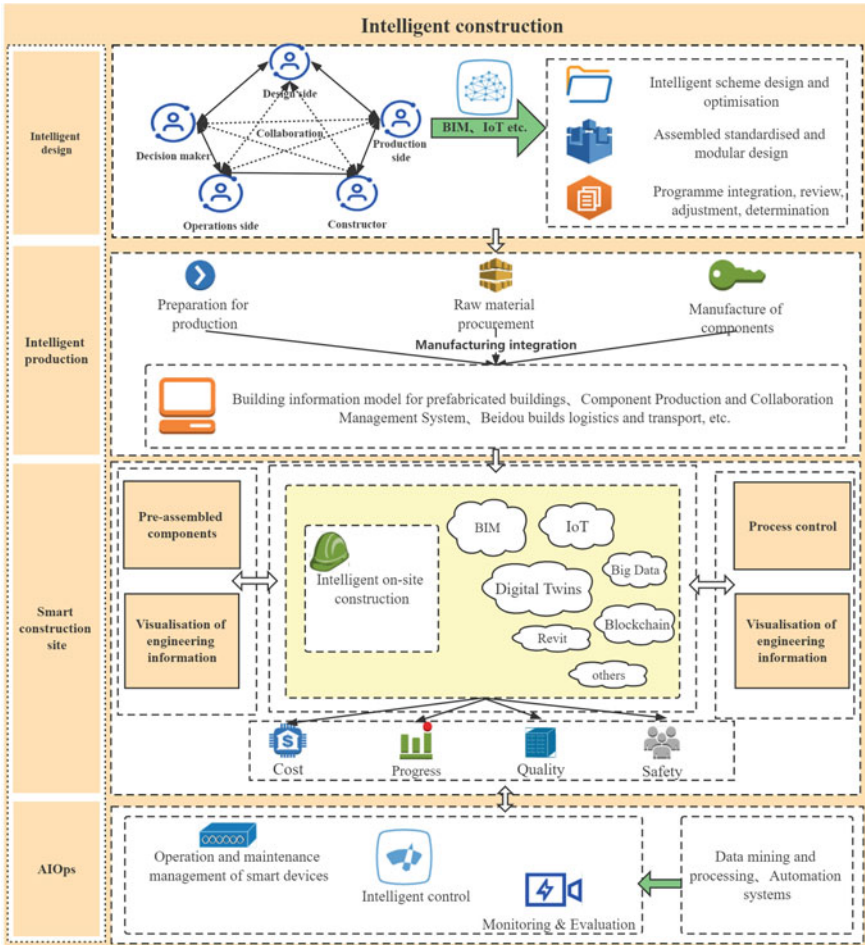 Intelligent construction
Intelligent
design
Design side
Collaboration
Decision maker
Production
side
Operations side
Constructor
BIM、IoT etc.
Intelligent scheme design and
optimisation
Assembled standardised and
modular design
Programme integration, review,
adjustment, determination
Intelligent
production
Preparation for
production
Raw material
procurement
Manufacture of
components
Manufacturing integration
Building information model for prefabricated buildings、Component Production and Collaboration
Management System、Beidou builds logistics and transport, etc.
Smart
construction
site
Pre-assembled
components
Visualisation of
engineering
information
Intelligent on-site
construction
BIM
IoT
Big Data
Digital Twins
Blockchain
Revit
others
Process control
Visualisation of
engineering
information
Cost
Progress
Quality
Safety
AIOps
Operation and maintenance
management of smart devices
Intelligent control
Monitoring & Evaluation
Data mining and
processing、Automation
systems